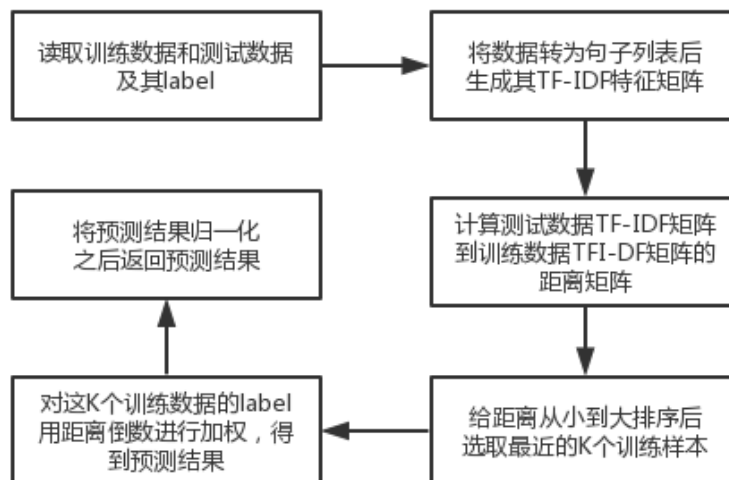 读取训练数据和测试数据
及其label
将数据转为句子列表后
生成其TF-IDF特征矩阵
计算测试数据TF-IDF矩阵
到训练数据TFI-DF矩阵的
距离矩阵
给距离从小到大排序后
选取最近的K个训练样本
对这K个训练数据的label
用距离倒数进行加权，得
到预测结果
将预测结果归一化
之后返回预测结果